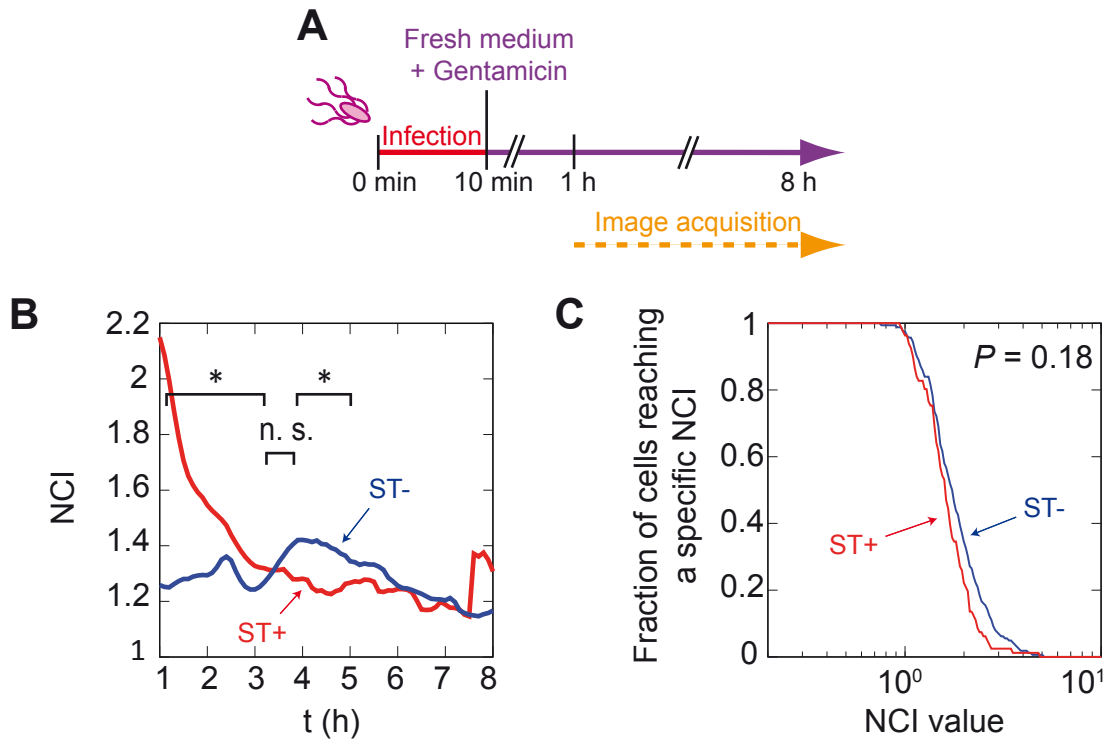 A
Fresh medium
+ Gentamicin
Infection
0 min
10 min
1 h
8 h
Image acquisition
B
2.2
2
1.8
1.6
1.4
1.2
1
NCI
*
*
n. s.
ST-
ST+
1
2
3
4
5
6
7
8
t (h)
C
Fraction of cells reaching
a specific NCI
1
0.8
0.6
0.4
0.2
0
P = 0.18
ST+
ST-
10⁰
10¹
NCI value